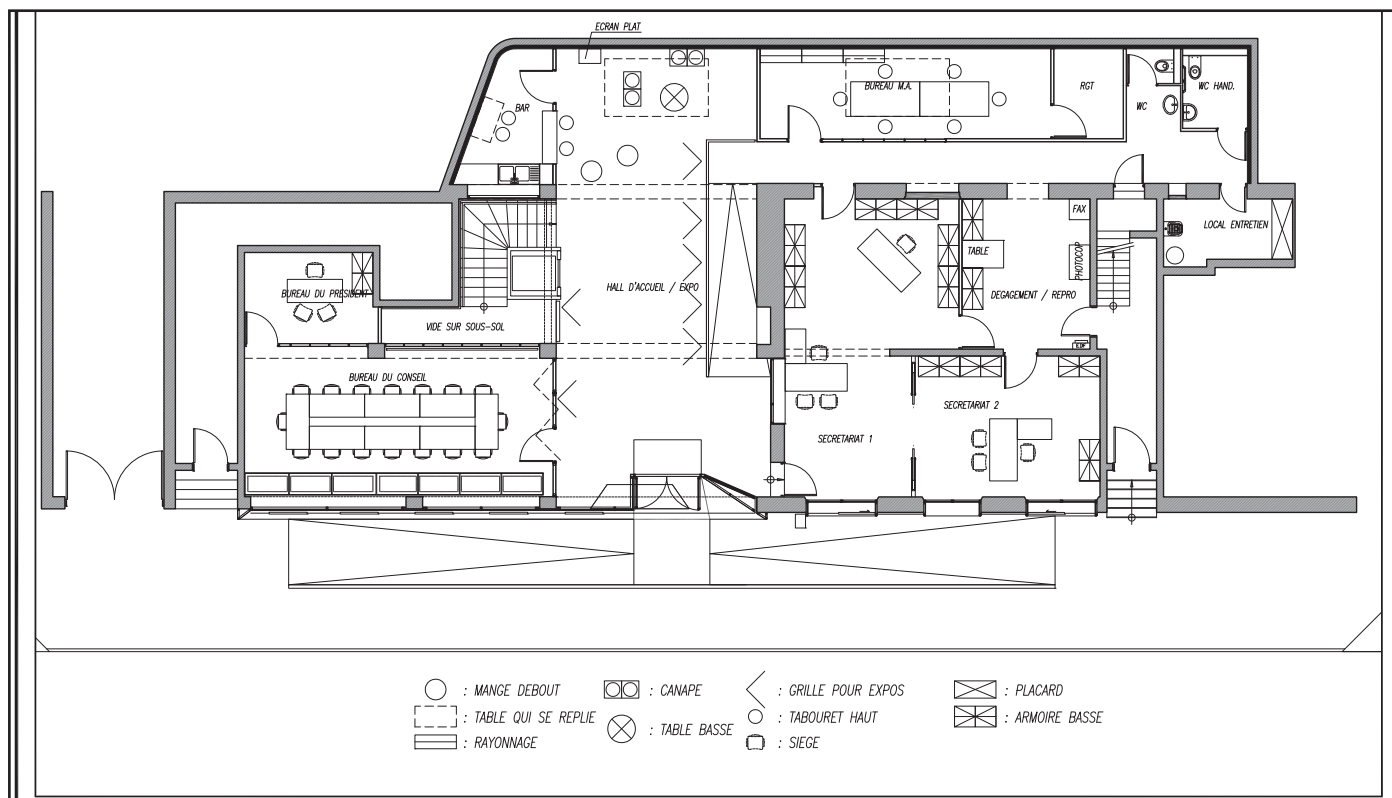 ECRAN PLAT
BUREAU M.A.
RGT
WC
WC HAND.
BAR
FAX
LOCAL ENTRETIEN
TABLE
PHOTOCOP
BUREAU DU PRESIDENT
HALL D'ACCUEIL / EXPO
DEGAGEMENT / REPRO
VIDE SUR SOUS-SOL
EDF
BUREAU DU CONSEIL
SECRETARIAT 2
SECRETARIAT 1
: MANGE DEBOUT
: CANAPE
: GRILLE POUR EXPOS
: PLACARD
: TABLE QUI SE REPLIE
: TABLE BASSE
: TABOURET HAUT
: ARMOIRE BASSE
: RAYONNAGE
: SIEGE